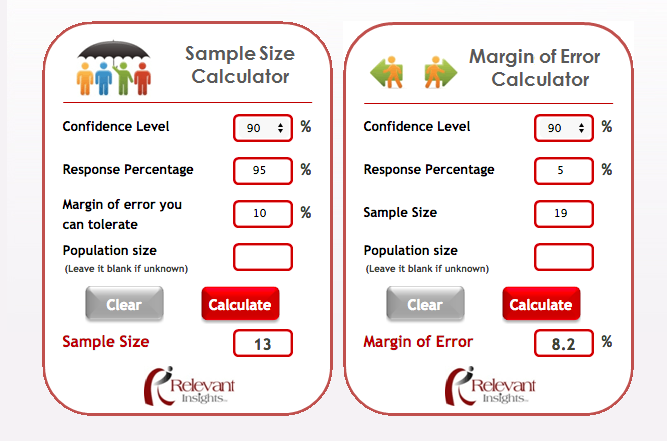 Sample Size
Calculator
Confidence Level 90 %
Response Percentage 95 %
Margin of error you
can tolerate 10 %
Population size
(Leave it blank if unknown)
Clear Calculate
Sample Size 13
Relevant
Insights
Margin of Error
Calculator
Confidence Level 90 %
Response Percentage 5 %
Sample Size 19
Population size
(Leave it blank if unknown)
Clear Calculate
Margin of Error 8.2 %
Relevant
Insights